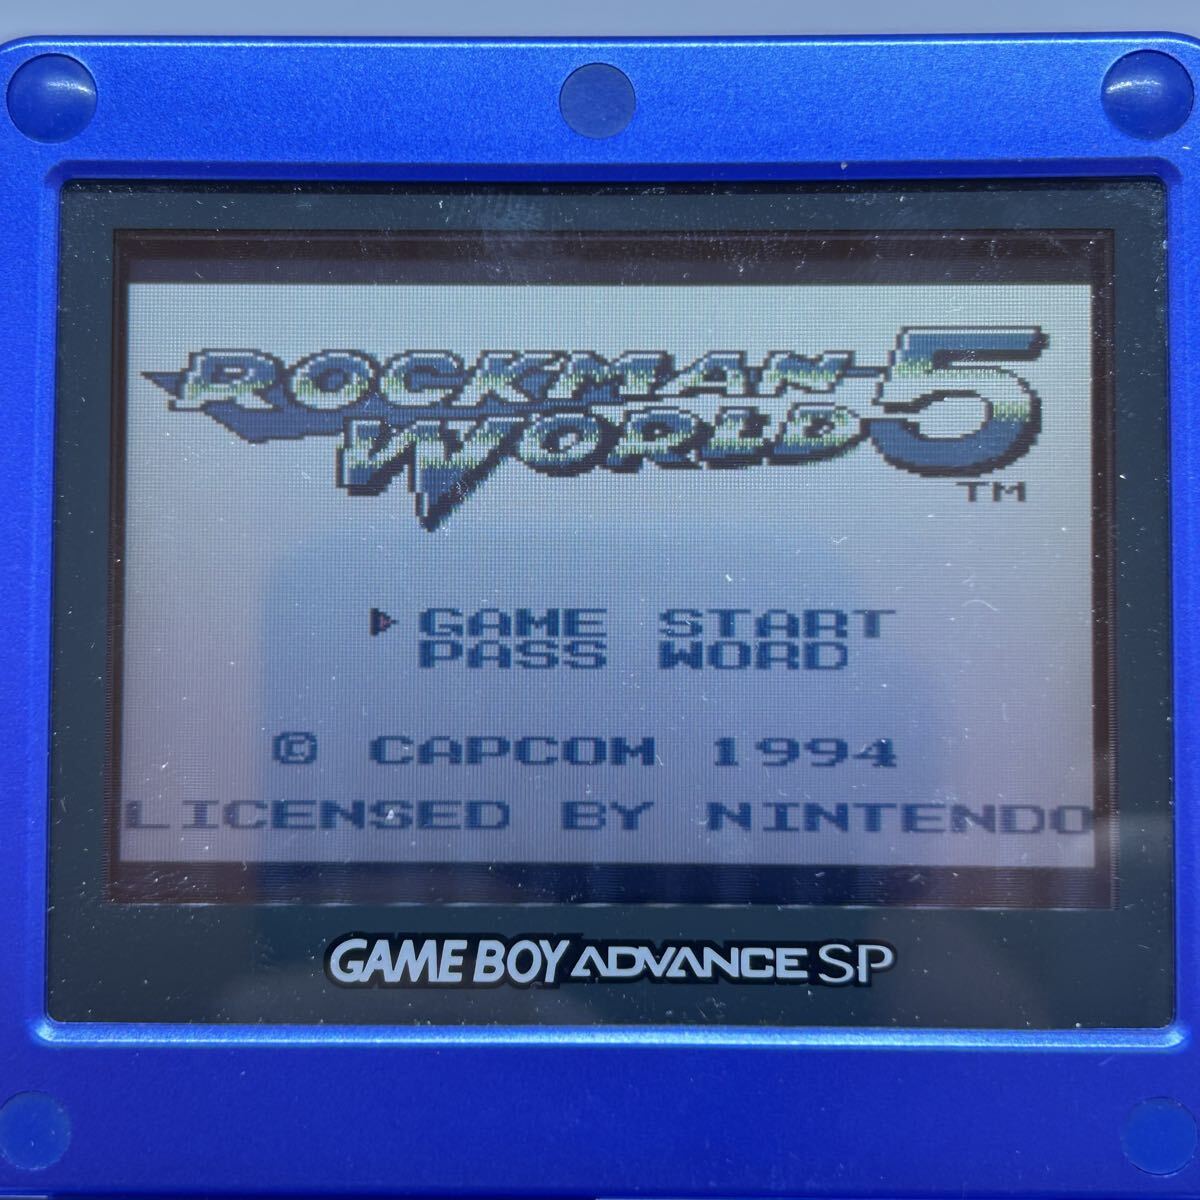 ROCKMAN
WORLD 5
TM
GAME START
PASS WORD
© CAPCOM 1994
LICENSED BY NINTENDO
GAME BOY ADVANCE SP